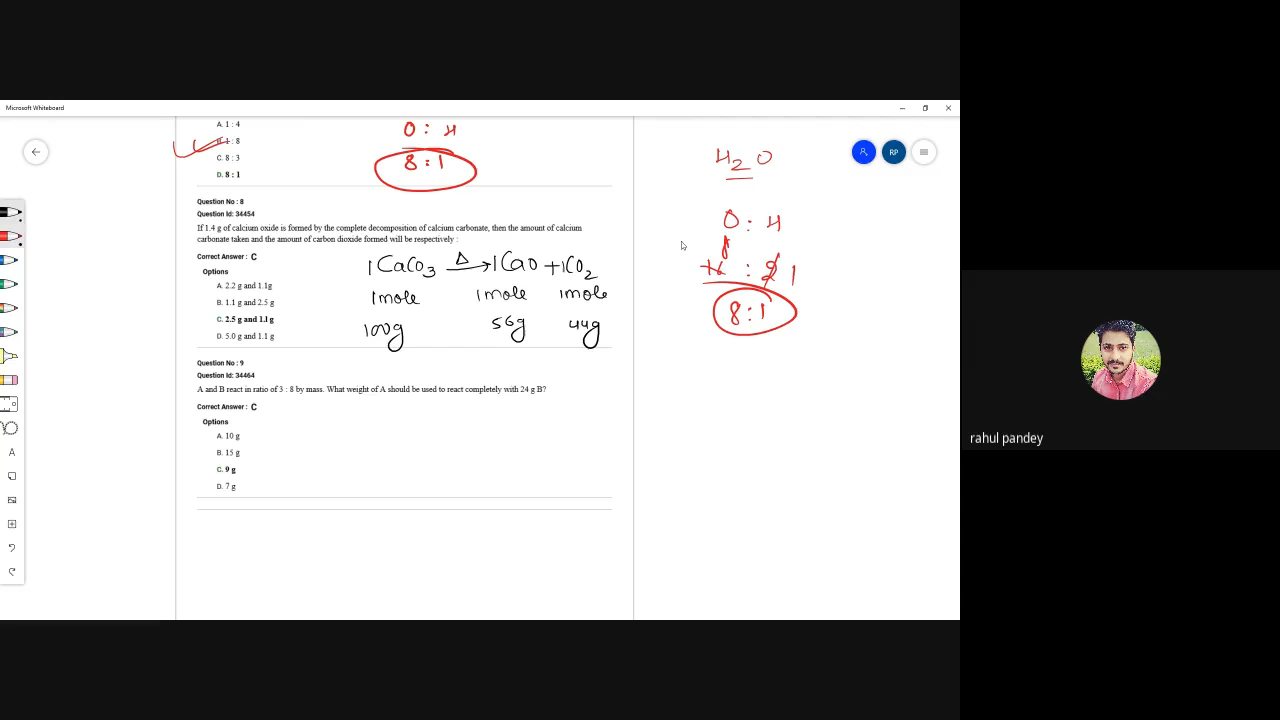 Microsoft Whiteboard
A. 1 : 4
B. 1 : 8
C. 8 : 3
D. 8 : 1
O : H
8 : 1
H2O
RP
O : H
16 : 2 1
8
8 : 1
Question No : 8
Question Id: 34454
If 1.4 g of calcium oxide is formed by the complete decomposition of calcium carbonate, then the amount of calcium
carbonate taken and the amount of carbon dioxide formed will be respectively :
Correct Answer : C
Options
A. 2.2 g and 1.1g
B. 1.1 g and 2.5 g
C. 2.5 g and 1.1 g
D. 5.0 g and 1.1 g
1CaCO3 Δ→ 1CaO + 1CO2
1mole 1mole 1mole
100g 56g 44g
Question No : 9
Question Id: 34464
A and B react in ratio of 3 : 8 by mass. What weight of A should be used to react completely with 24 g B?
Correct Answer : C
Options
A. 10 g
B. 15 g
C. 9 g
D. 7 g
rahul pandey